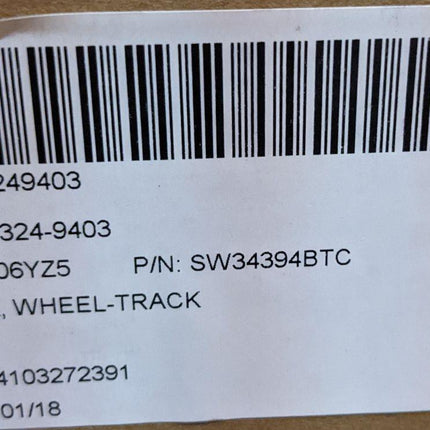 249403
324-9403
06YZ5 P/N: SW34394BTC
, WHEEL-TRACK
4103272391
01/18